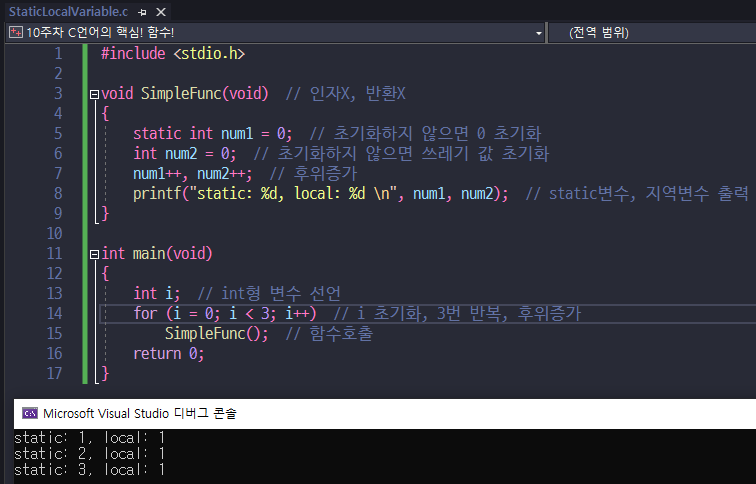 StaticLocalVariable.c
10주차 C언어의 핵심! 함수!
(전역 범위)
1 #include <stdio.h>
2
3 void SimpleFunc(void)  // 인자X, 반환X
4 {
5     static int num1 = 0;  // 초기화하지 않으면 0 초기화
6     int num2 = 0;  // 초기화하지 않으면 쓰레기 값 초기화
7     num1++, num2++;  // 후위증가
8     printf("static: %d, local: %d \n", num1, num2);  // static변수, 지역변수 출력
9 }
10
11 int main(void)
12 {
13     int i;  // int형 변수 선언
14     for (i = 0; i < 3; i++)  // i 초기화, 3번 반복, 후위증가
15         SimpleFunc();  // 함수호출
16     return 0;
17 }
Microsoft Visual Studio 디버그 콘솔
static: 1, local: 1
static: 2, local: 1
static: 3, local: 1